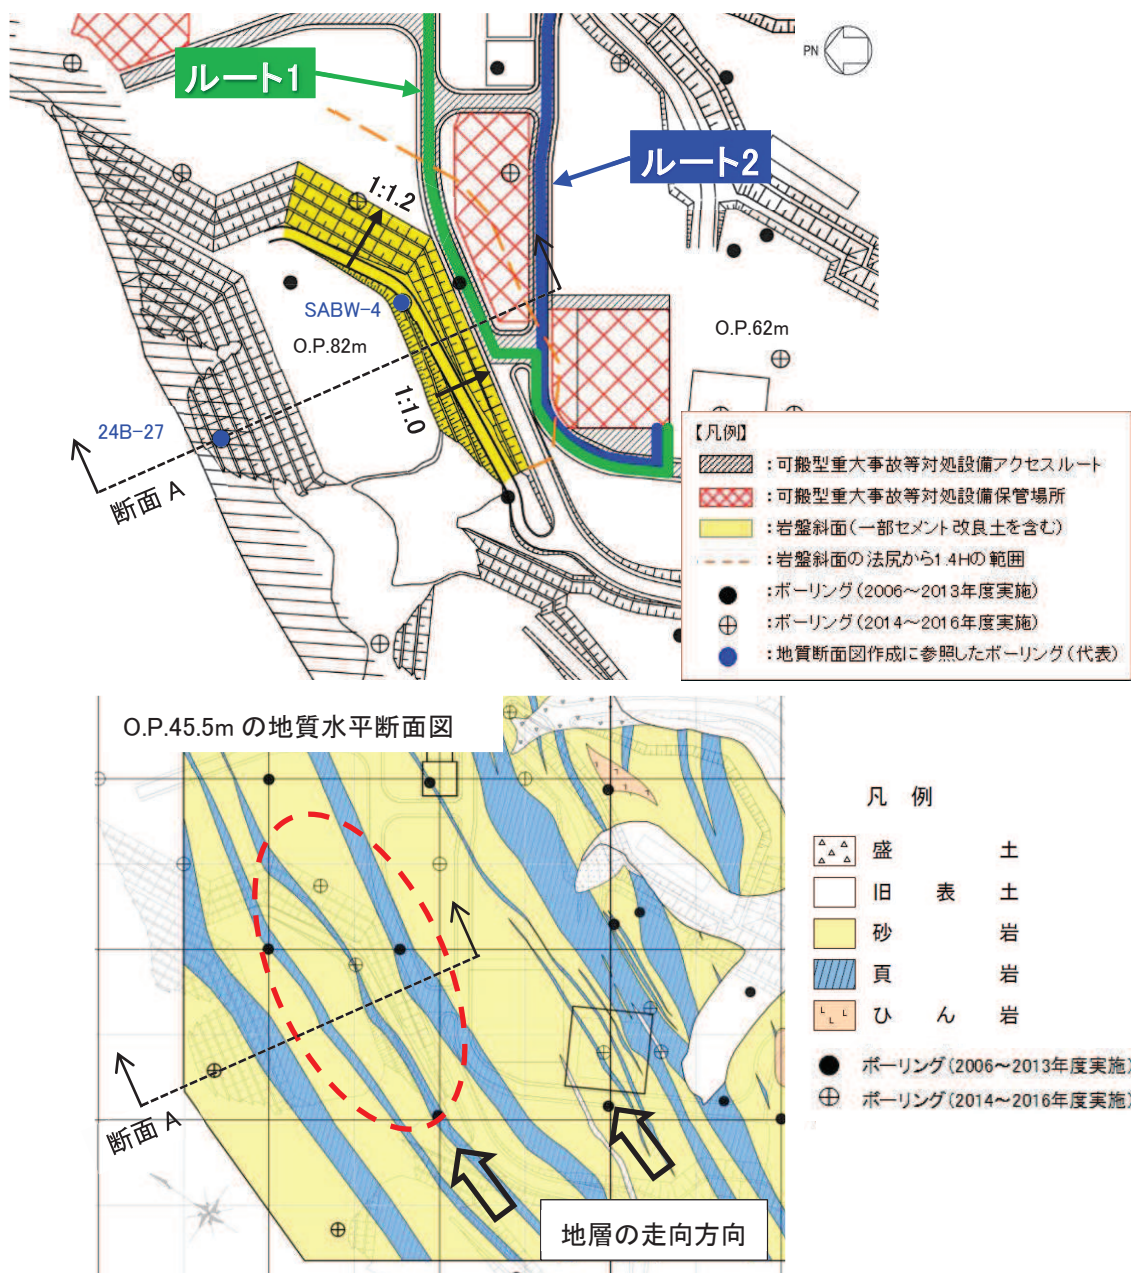 PN
ルート1
ルート2
1:1.2
SABW-4
O.P.82m
O.P.62m
1:1.0
24B-27
断面 A
【凡例】
:可搬型重大事故等対処設備アクセスルート
:可搬型重大事故等対処設備保管場所
:岩盤斜面(一部セメント改良土を含む)
:岩盤斜面の法尻から1.4Hの範囲
:ボーリング(2006～2013年度実施)
:ボーリング(2014～2016年度実施)
:地質断面図作成に参照したボーリング(代表)
O.P.45.5m の地質水平断面図
凡 例
盛 土
旧 表 土
砂 岩
頁 岩
ひ ん 岩
ボーリング(2006～2013年度実施)
ボーリング(2014～2016年度実施)
断面 A
地層の走向方向